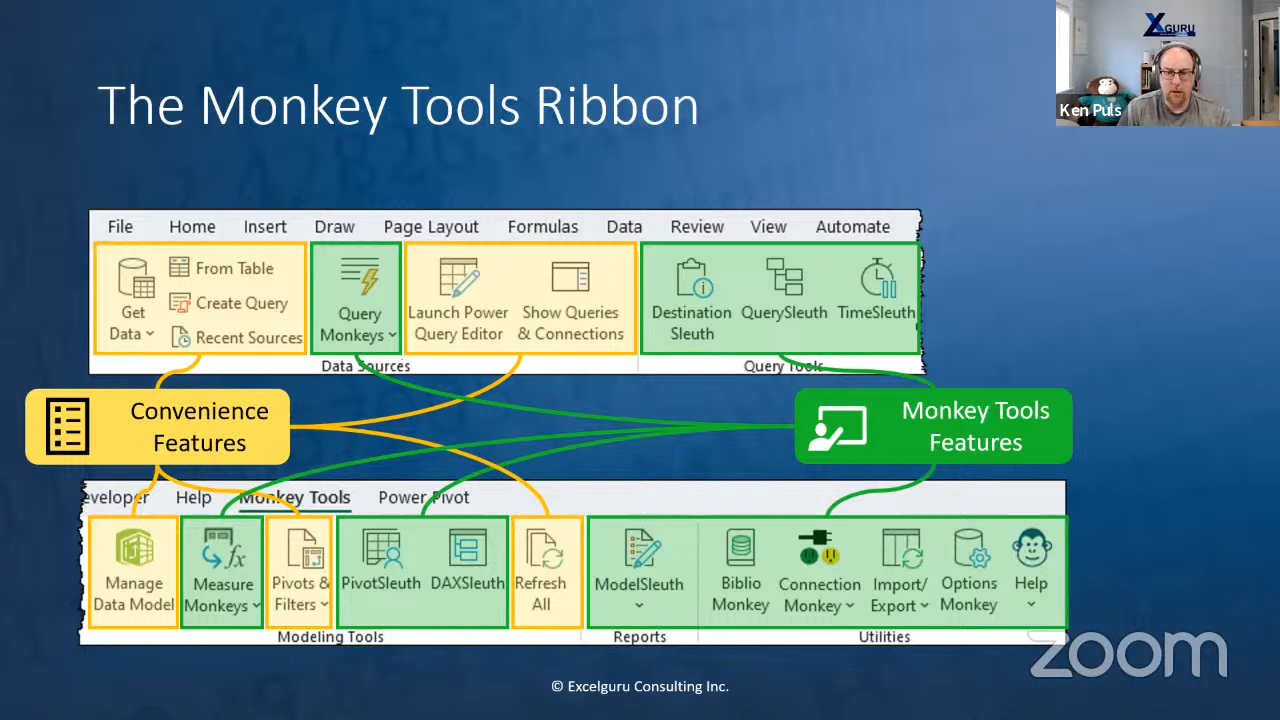 The Monkey Tools Ribbon
XGURU
Ken Puls
File Home Insert Draw Page Layout Formulas Data Review View Automate
Get
Data
From Table
Create Query
Recent Sources
Query
Monkeys
Launch Power
Query Editor
Show Queries
& Connections
Destination
Sleuth
QuerySleuth
TimeSleuth
Data Sources
Query Tools
Convenience
Features
Monkey Tools
Features
eveloper Help Monkey Tools Power Pivot
Manage
Data Model
Measure
Monkeys
fx
Pivots &
Filters
PivotSleuth
DAXSleuth
Refresh
All
ModelSleuth
Biblio
Monkey
Connection
Monkey
Import/
Export
Options
Monkey
Help
Modeling Tools
Reports
Utilities
zoom
© Excelguru Consulting Inc.